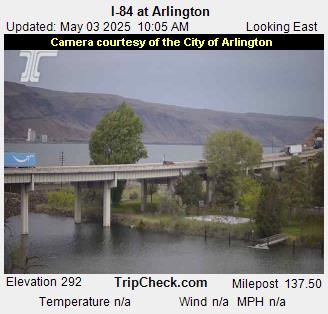 I-84 at Arlington
Updated: May 03 2025 10:05 AM Looking East
Camera courtesy of the City of Arlington
Elevation 292 TripCheck.com Milepost 137.50
Temperature n/a Wind n/a MPH n/a